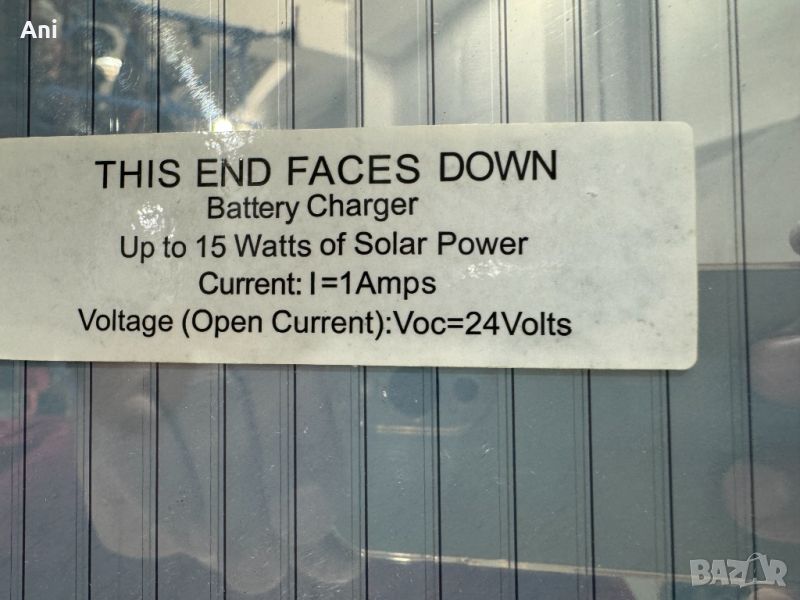 Ani
THIS END FACES DOWN
Battery Charger
Up to 15 Watts of Solar Power
Current: I=1Amps
Voltage (Open Current):Voc=24Volts
BAZAR